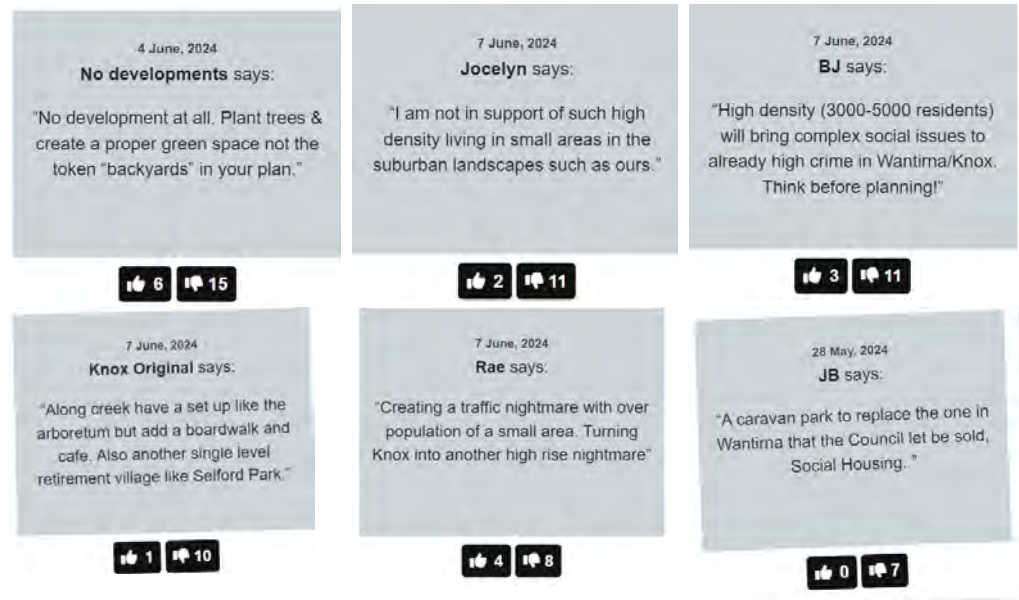 4 June, 2024
No developments says:
“No development at all. Plant trees &
create a proper green space not the
token “backyards” in your plan.”
6 15
7 June, 2024
Jocelyn says:
“I am not in support of such high
density living in small areas in the
suburban landscapes such as ours.”
2 11
7 June, 2024
BJ says:
“High density (3000-5000 residents)
will bring complex social issues to
already high crime in Wantirna/Knox.
Think before planning!”
3 11
7 June, 2024
Knox Original says:
“Along creek have a set up like the
arboretum but add a boardwalk and
cafe. Also another single level
retirement village like Selford Park.”
1 10
7 June, 2024
Rae says:
“Creating a traffic nightmare with over
population of a small area. Turning
Knox into another high rise nightmare”
4 8
28 May, 2024
JB says:
“A caravan park to replace the one in
Wantirna that the Council let be sold,
Social Housing. ”
0 7